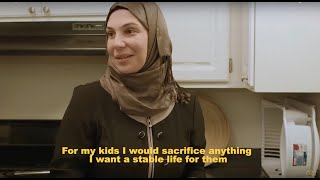 For my kids I would sacrifice anything
I want a stable life for them